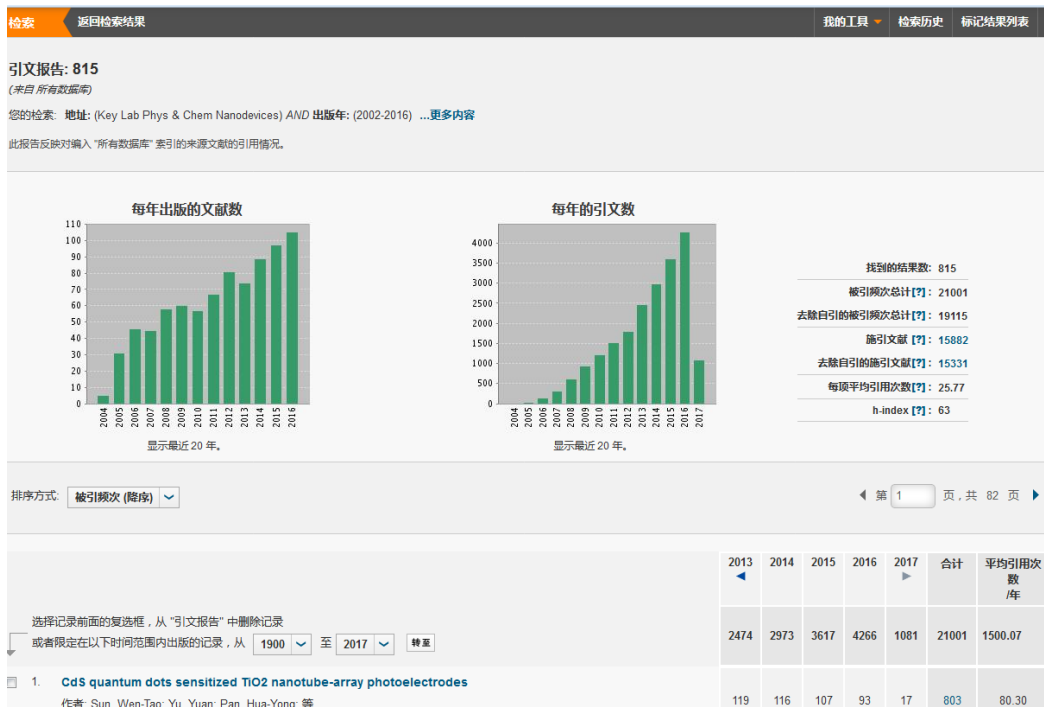 检索 返回检索结果 我的工具 检索历史 标记结果列表
引文报告: 815
(来自 所有数据库)
您的检索: 地址: (Key Lab Phys & Chem Nanodevices) AND 出版年: (2002-2016) ...更多内容
此报告反映对编入 "所有数据库" 索引的来源文献的引用情况。
每年出版的文献数
110
100
90
80
70
60
50
40
30
20
10
0
2004 2005 2006 2007 2008 2009 2010 2011 2012 2013 2014 2015 2016
显示最近 20 年。
每年的引文数
4000
3500
3000
2500
2000
1500
1000
500
0
2004 2005 2006 2007 2008 2009 2010 2011 2012 2013 2014 2015 2016 2017
显示最近 20 年。
找到的结果数: 815
被引频次总计[?] : 21001
去除自引的被引频次总计[?] : 19115
施引文献 [?] : 15882
去除自引的施引文献[?] : 15331
每项平均引用次数[?] : 25.77
h-index [?] : 63
排序方式: 被引频次 (降序) 第 1 页 , 共 82 页
2013 2014 2015 2016 2017 合计 平均引用次
数
/年
选择记录前面的复选框 , 从 "引文报告" 中删除记录
或者限定在以下时间范围内出版的记录 , 从 1900 至 2017 转至
2474 2973 3617 4266 1081 21001 1500.07
1. CdS quantum dots sensitized TiO2 nanotube-array photoelectrodes
作者: Sun, Wen-Tao; Yu, Yuan; Pan, Hua-Yong; 等
119 116 107 93 17 803 80.30